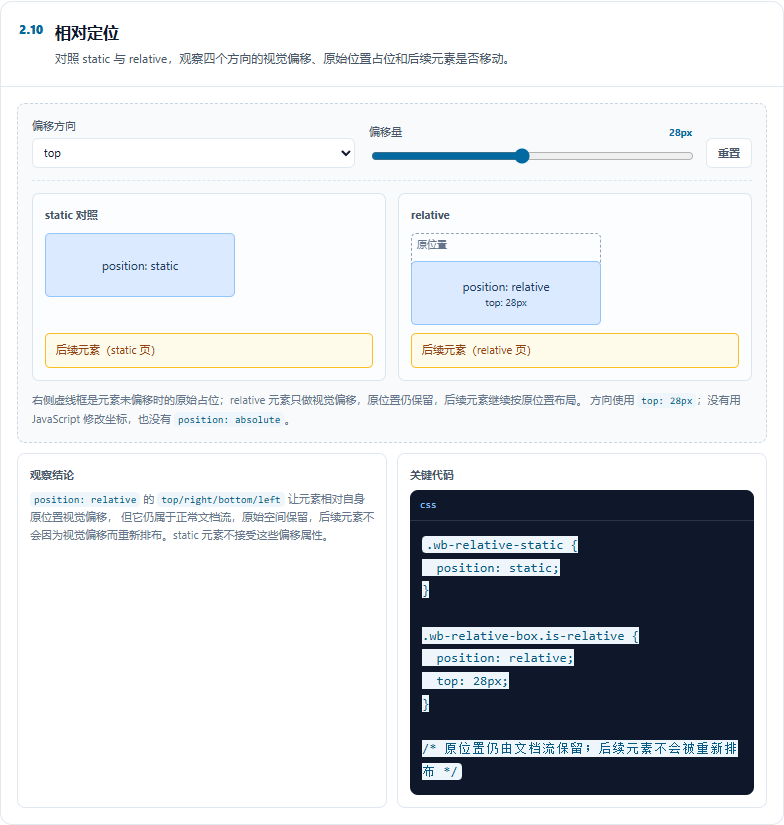 2.10 相对定位
对照 static 与 relative，观察四个方向的视觉偏移、原始位置占位和后续元素是否移动。
偏移方向
top
偏移量
28px
重置
static 对照
position: static
后续元素（static 页）
relative
原位置
position: relative
top: 28px
后续元素（relative 页）
右侧虚线框是元素未偏移时的原始占位；relative 元素只做视觉偏移，原位置仍保留，后续元素继续按原位置布局。 方向使用 top: 28px ；没有用
JavaScript 修改坐标，也没有 position: absolute 。
观察结论
position: relative 的 top/right/bottom/left 让元素相对自身
原位置视觉偏移， 但它仍属于正常文档流，原始空间保留，后续元素不
会因为视觉偏移而重新排布。static 元素不接受这些偏移属性。
关键代码
css
.wb-relative-static {
  position: static;
}
.wb-relative-box.is-relative {
  position: relative;
  top: 28px;
}
/* 原位置仍由文档流保留；后续元素不会被重新排
布 */